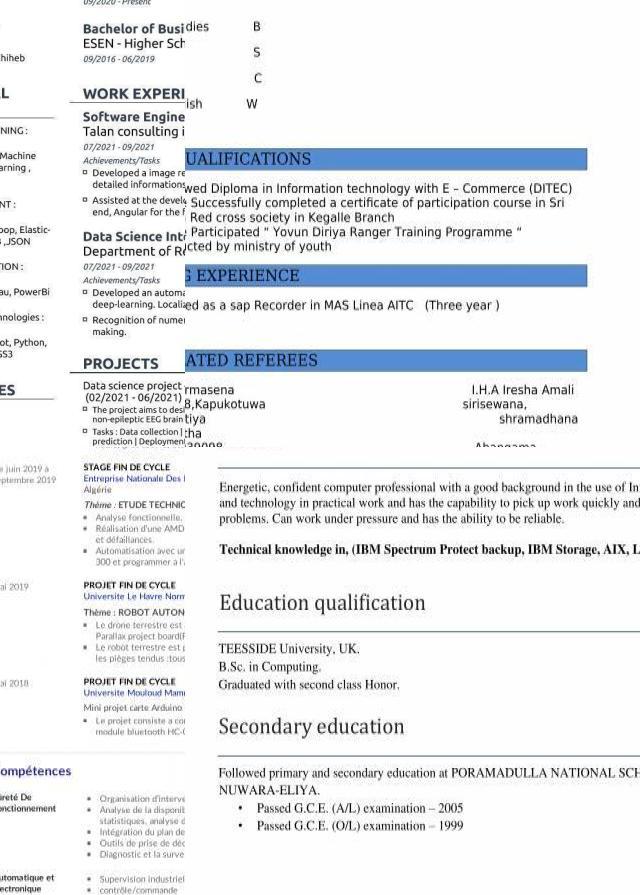 09/2020 - Present
Bachelor of Busi
ESEN - Higher Sch
09/2016 - 06/2019
hiheb
L
NING :
Machine
arning ,
NT :
oop, Elastic-
,JSON
ION :
au, PowerBi
hnologies :
ot, Python,
SS3
ES
WORK EXPERI
Software Engine
Talan consulting i
07/2021 - 09/2021
Achievements/Tasks
Developed a image re
detailed informations
Assisted at the devel
end, Angular for the f
Data Science Int
Department of R
07/2021 - 09/2021
Achievements/Tasks
Developed an automa
deep-learning. Locali
Recognition of numer
making.
PROJECTS
Data science project
(02/2021 - 06/2021)
The project aims to des
non-epileptic EEG brain
Tasks : Data collection |
prediction | Deploymen
dies B
S
C
ish W
UALIFICATIONS
wed Diploma in Information technology with E – Commerce (DITEC)
Successfully completed a certificate of participation course in Sri
Red cross society in Kegalle Branch
Participated “ Yovun Diriya Ranger Training Programme “
cted by ministry of youth
G EXPERIENCE
ed as a sap Recorder in MAS Linea AITC (Three year )
ATED REFEREES
rmasena I.H.A Iresha Amali
8,Kapukotuwa sirisewana,
tiya shramadhana
tha
e juin 2019 à
eptembre 2019
STAGE FIN DE CYCLE
Entreprise Nationale Des
Algérie
Thème : ETUDE TECHNIC
Analyse fonctionnelle.
Réalisation d'une AMD
et défaillances.
Automatisation avec un
300 et programmer à l'
ai 2019
PROJET FIN DE CYCLE
Universite Le Havre Norm
Thème : ROBOT AUTON
Le drone terrestre est
Parallax project board(F
Le robot terrestre est p
les pièges tendus :tous
ai 2018
PROJET FIN DE CYCLE
Universite Mouloud Mam
Mini projet carte Arduino
Le projet consiste a co
module bluetooth HC-
ompétences
ûreté De
onctionnement
Organisation d'interve
Analyse de la disponib
statistiques, analyse d
Intégration du plan de
Outils de prise de déc
Diagnostic et la surve
utomatique et
ectronique
Supervision industriel
contrôle/commande
Energetic, confident computer professional with a good background in the use of In
and technology in practical work and has the capability to pick up work quickly and
problems. Can work under pressure and has the ability to be reliable.
Technical knowledge in, (IBM Spectrum Protect backup, IBM Storage, AIX, L
Education qualification
TEESSIDE University, UK.
B.Sc. in Computing.
Graduated with second class Honor.
Secondary education
Followed primary and secondary education at PORAMADULLA NATIONAL SCH
NUWARA-ELIYA.
• Passed G.C.E. (A/L) examination – 2005
• Passed G.C.E. (O/L) examination – 1999